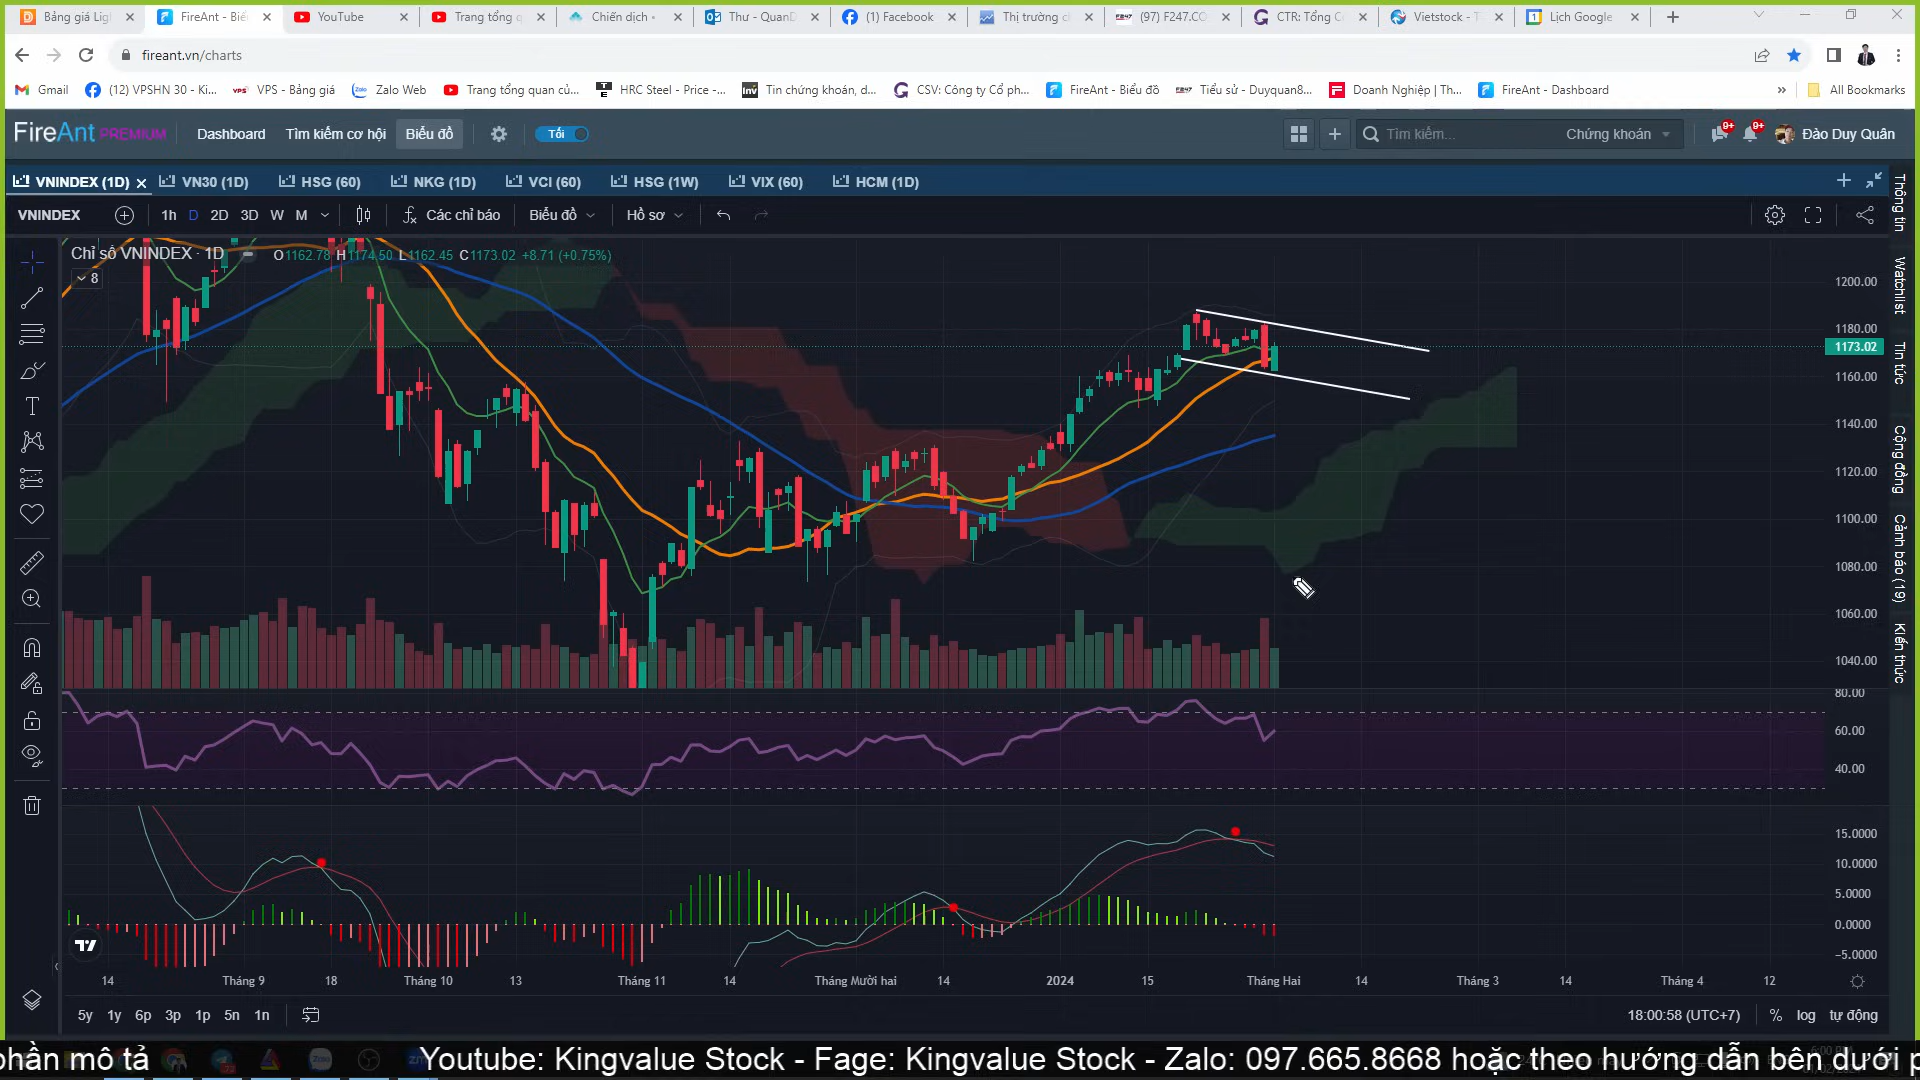 Bảng giá Ligl
FireAnt - Biể
YouTube
Trang tổng q
Chiến dịch -
Thư - QuanD
(1) Facebook
Thị trường ch
(97) F247.CO
CTR: Tổng C
Vietstock - T
Lịch Google
fireant.vn/charts
Gmail
(12) VPSHN 30 - Ki...
VPS - Bảng giá
Zalo Web
Trang tổng quan củ...
HRC Steel - Price -...
Tin chứng khoán, d...
CSV: Công ty Cổ ph...
FireAnt - Biểu đồ
Tiểu sử - Duyquan8...
Doanh Nghiệp | Th...
FireAnt - Dashboard
»
All Bookmarks
FireAnt PREMIUM
Dashboard
Tìm kiếm cơ hội
Biểu đồ
Tối
Tìm kiếm...
Chứng khoán
9+
9+
Đào Duy Quân
VNINDEX (1D)
VN30 (1D)
HSG (60)
NKG (1D)
VCI (60)
HSG (1W)
VIX (60)
HCM (1D)
VNINDEX
1h
D
2D
3D
W
M
Các chỉ báo
Biểu đồ
Hồ sơ
Chỉ số VNINDEX · 1D
O1162.78 H1174.50 L1162.45 C1173.02 +8.71 (+0.75%)
8
1200.00
1180.00
1173.02
1160.00
1140.00
1120.00
1100.00
1080.00
1060.00
1040.00
80.00
60.00
40.00
15.0000
10.0000
5.0000
0.0000
−5.0000
Thông tin
Watchlist
Tin tức
Cộng đồng
Cảnh báo (19)
Kiến thức
14
Tháng 9
18
Tháng 10
13
Tháng 11
14
Tháng Mười hai
14
2024
15
Tháng Hai
14
Tháng 3
14
Tháng 4
12
5y
1y
6p
3p
1p
5n
1n
18:00:58 (UTC+7)
%
log
tự động
phần mô tả
Youtube: Kingvalue Stock - Fage: Kingvalue Stock - Zalo: 097.665.8668 hoặc theo hướng dẫn bên dưới p